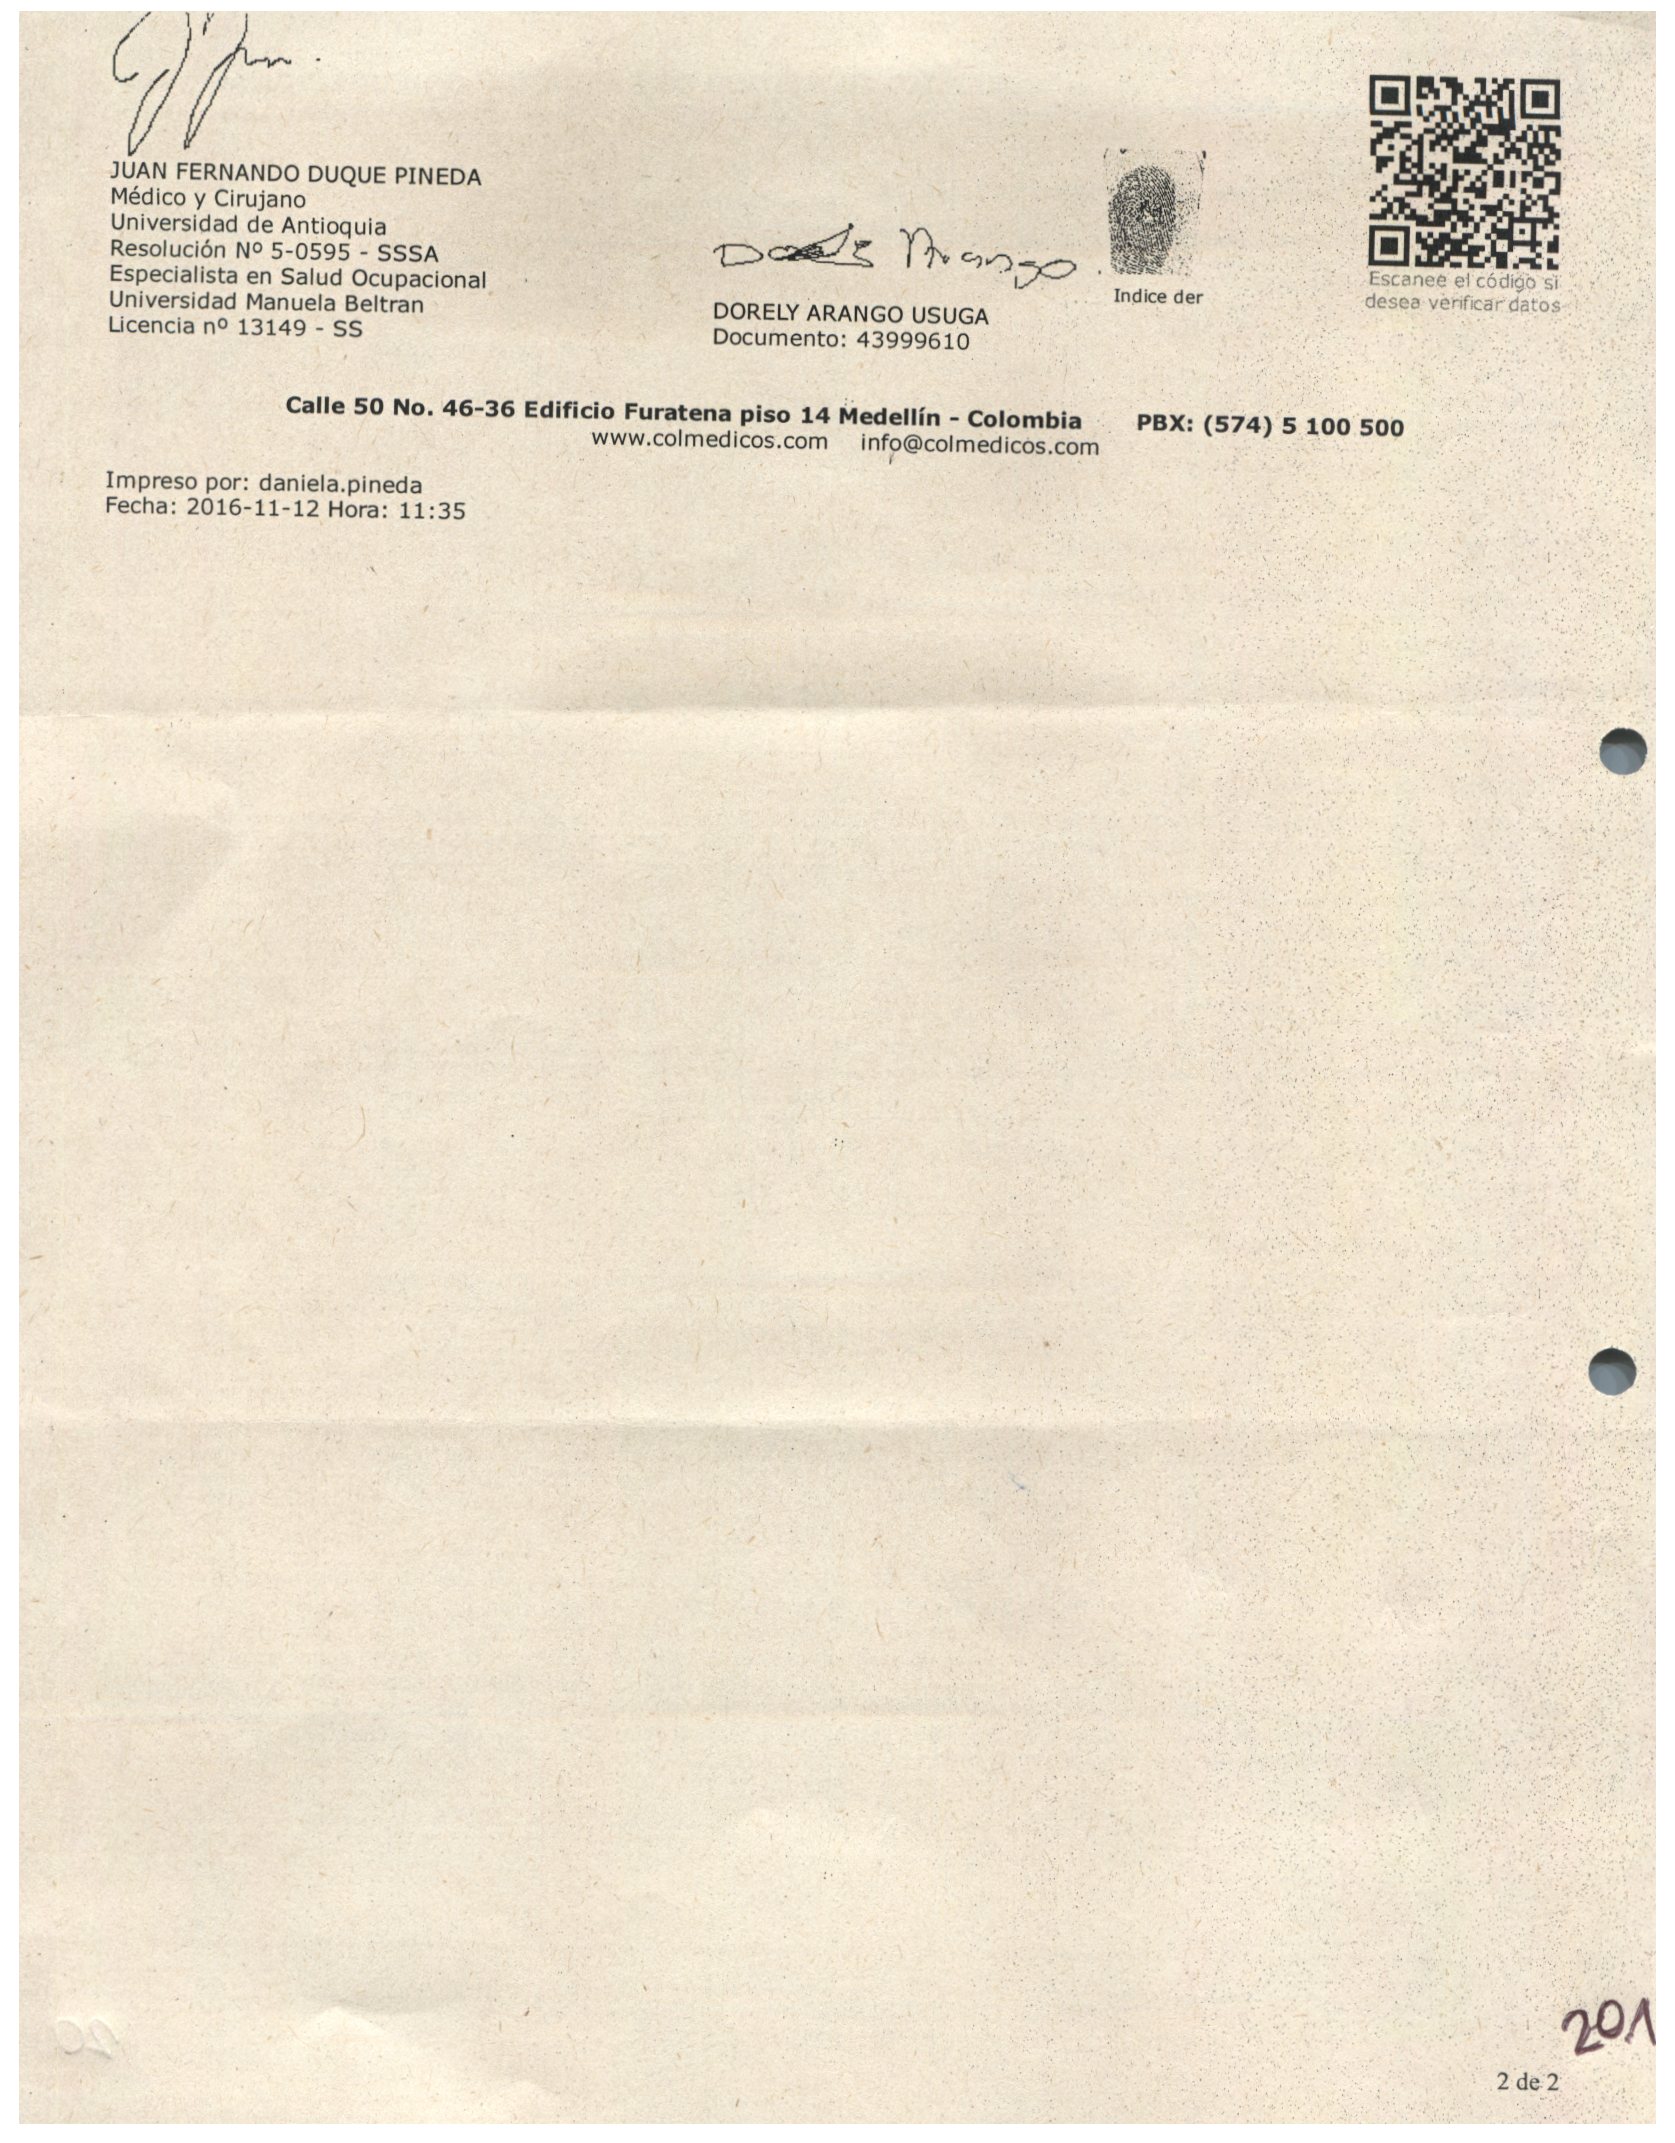 JUAN FERNANDO DUQUE PINEDA
Médico y Cirujano
Universidad de Antioquia
Resolución Nº 5-0595 - SSSA
Especialista en Salud Ocupacional
Universidad Manuela Beltran
Licencia nº 13149 - SS
Arango
DORELY ARANGO USUGA
Documento: 43999610
Indice der
Escanee el código si
desea verificar datos
Calle 50 No. 46-36 Edificio Furatena piso 14 Medellín - Colombia PBX: (574) 5 100 500
www.colmedicos.com info@colmedicos.com
Impreso por: daniela.pineda
Fecha: 2016-11-12 Hora: 11:35
201
2 de 2